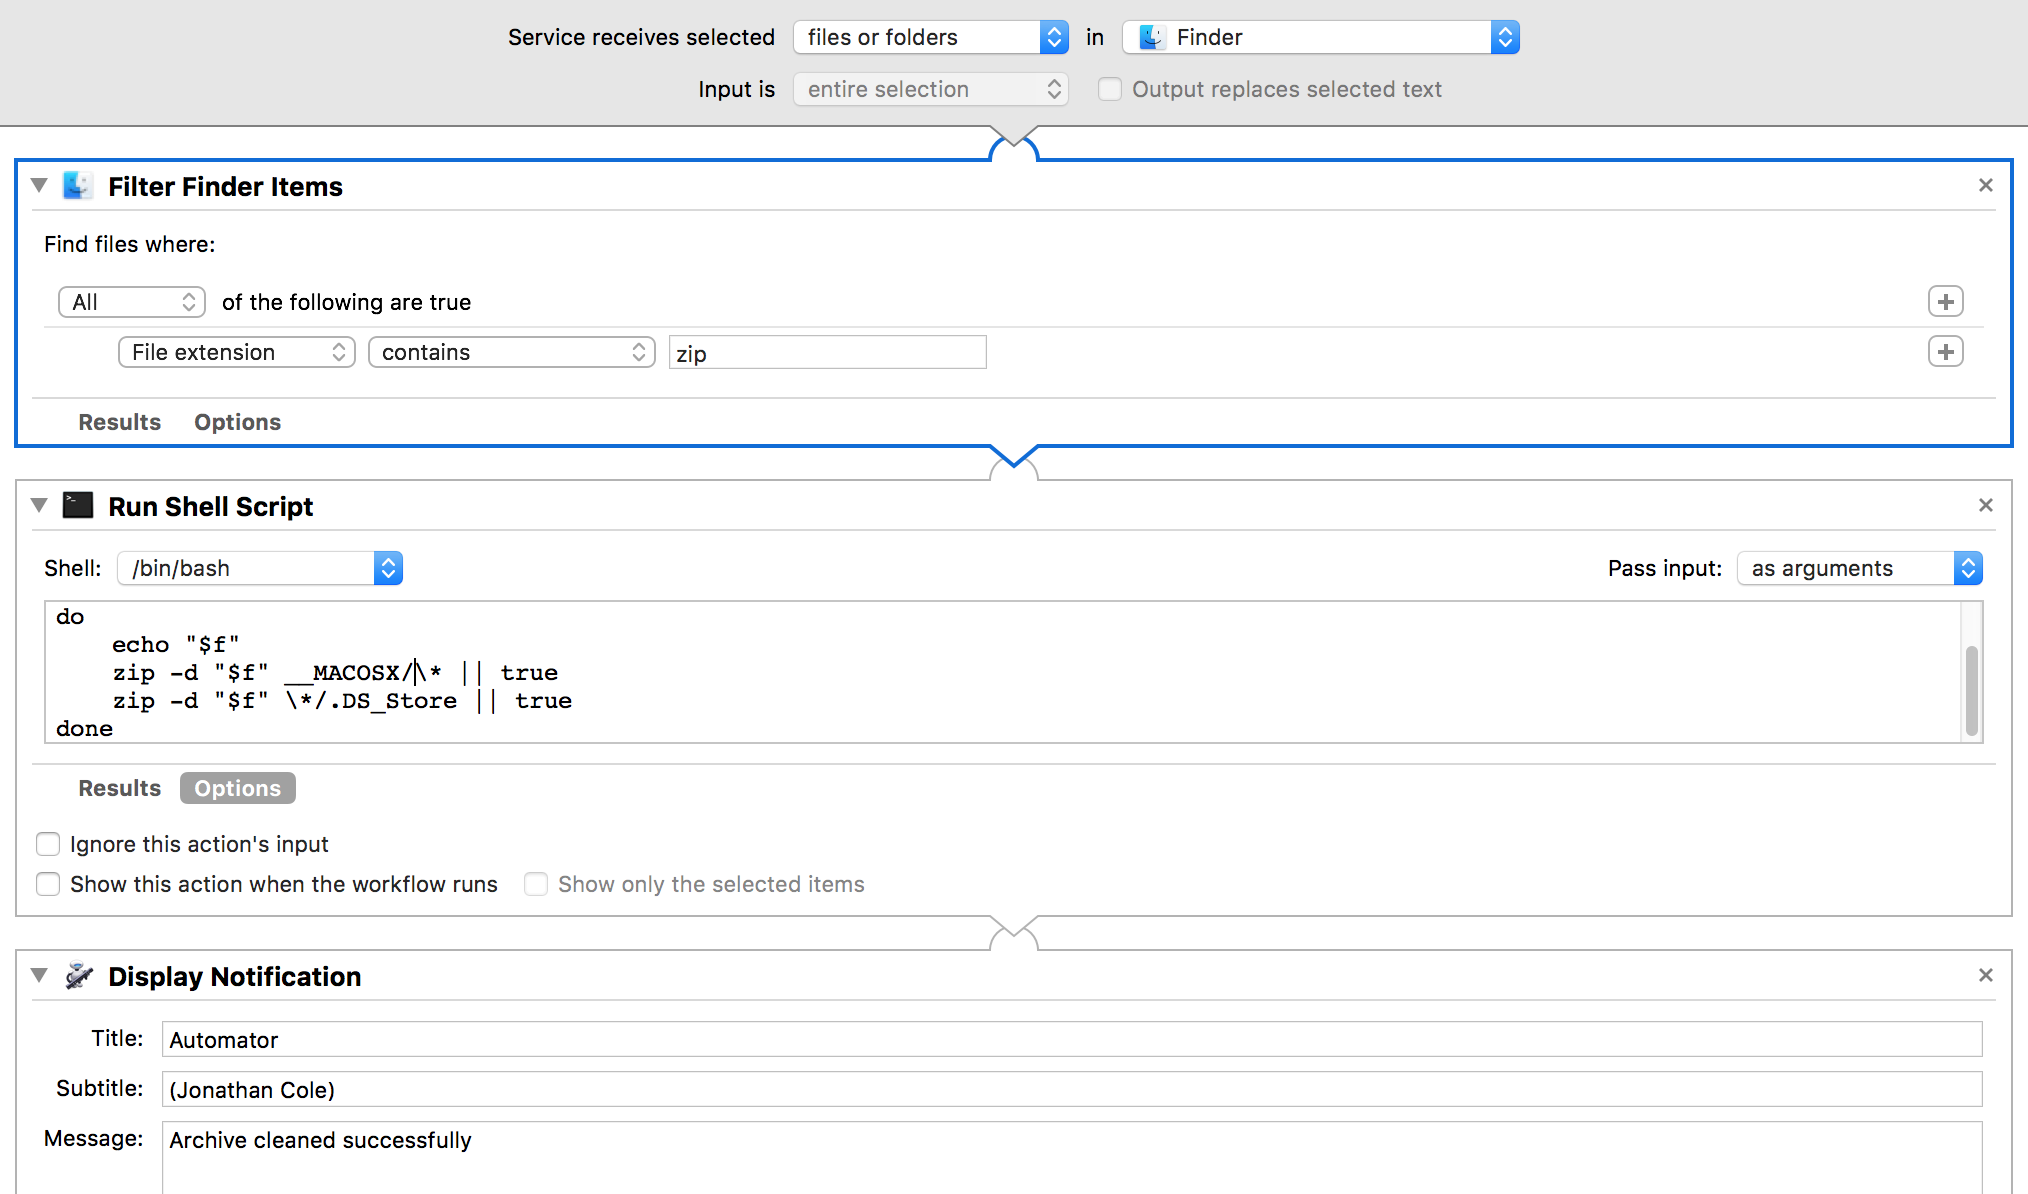 Service receives selected files or folders in Finder
Input is entire selection Output replaces selected text
Filter Finder Items
Find files where:
All of the following are true
File extension contains zip
Results Options
Run Shell Script
Shell: /bin/bash Pass input: as arguments
do
echo "$f"
zip -d "$f" __MACOSX/\* || true
zip -d "$f" \*/.DS_Store || true
done
Results Options
Ignore this action's input
Show this action when the workflow runs Show only the selected items
Display Notification
Title: Automator
Subtitle: (Jonathan Cole)
Message: Archive cleaned successfully